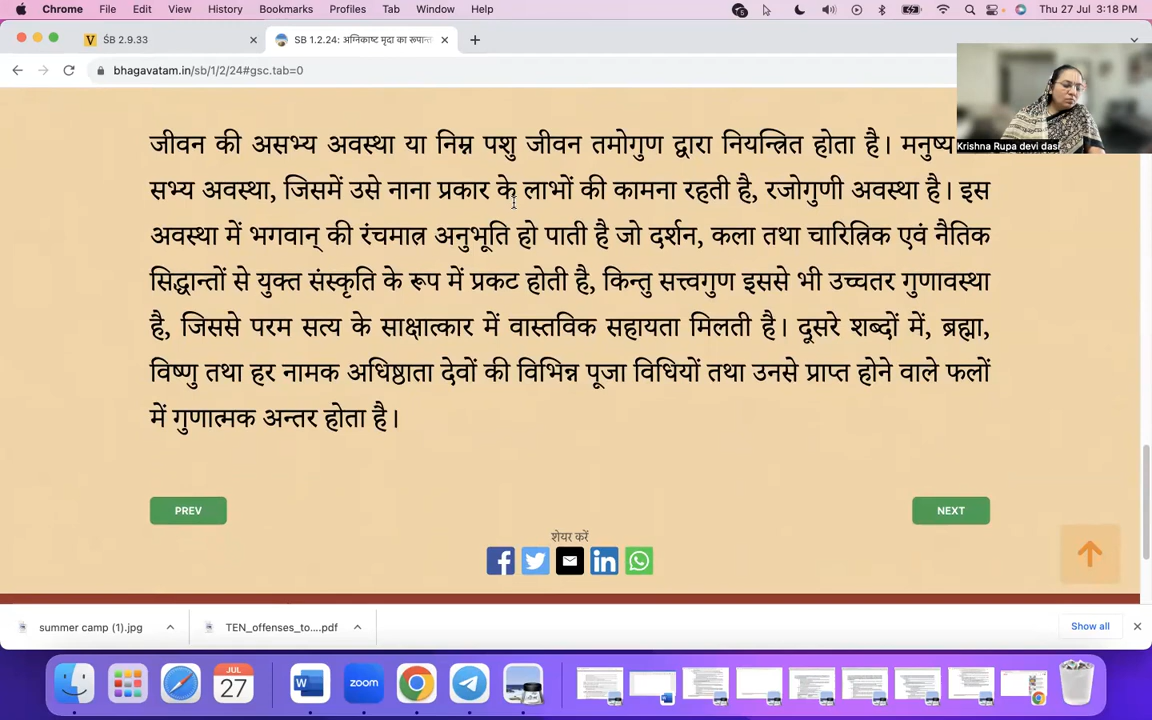 Chrome File Edit View History Bookmarks Profiles Tab Window Help Thu 27 Jul 3:18 PM
ŚB 2.9.33
SB 1.2.24: अग्निकाष्ट मृदा का रूपान्त
bhagavatam.in/sb/1/2/24#gsc.tab=0
Krishna Rupa devi dasi
जीवन की असभ्य अवस्था या निम्न पशु जीवन तमोगुण द्वारा नियन्त्रित होता है। मनुष्य
सभ्य अवस्था, जिसमें उसे नाना प्रकार के लाभों की कामना रहती है, रजोगुणी अवस्था है। इस
अवस्था में भगवान् की रंचमात्र अनुभूति हो पाती है जो दर्शन, कला तथा चारित्रिक एवं नैतिक
सिद्धान्तों से युक्त संस्कृति के रूप में प्रकट होती है, किन्तु सत्त्वगुण इससे भी उच्चतर गुणावस्था
है, जिससे परम सत्य के साक्षात्कार में वास्तविक सहायता मिलती है। दूसरे शब्दों में, ब्रह्मा,
विष्णु तथा हर नामक अधिष्ठाता देवों की विभिन्न पूजा विधियों तथा उनसे प्राप्त होने वाले फलों
में गुणात्मक अन्तर होता है।
PREV NEXT
शेयर करें
summer camp (1).jpg TEN_offenses_to....pdf Show all
JUL
27
zoom